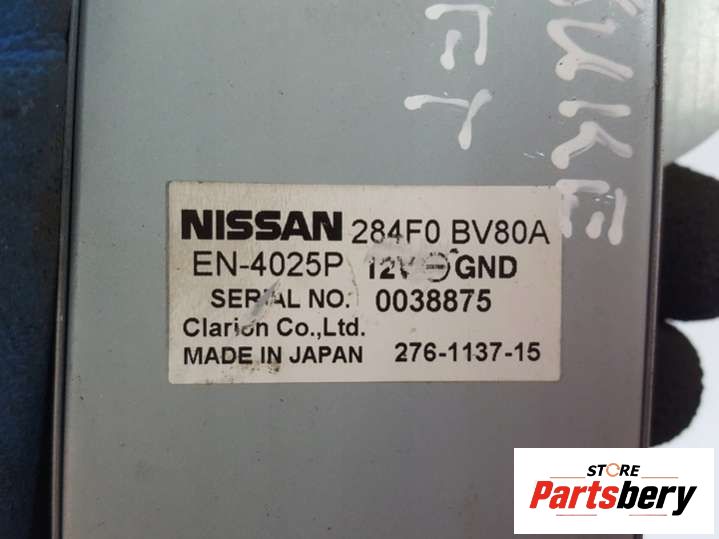 JUKE
NISSAN 284F0 BV80A
EN-4025P 12V ⊖ GND
SERIAL NO. 0038875
Clarion Co.,Ltd.
MADE IN JAPAN 276-1137-15
STORE
Partsbery